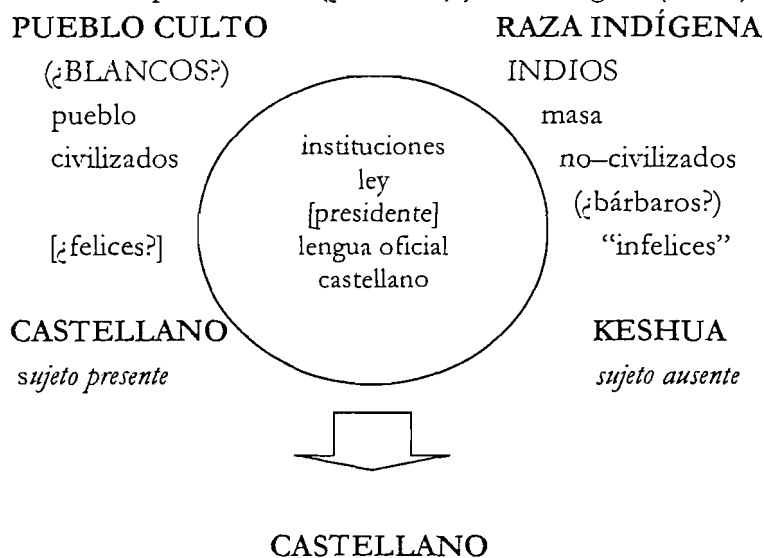 PUEBLO CULTO
(¿BLANCOS?)
pueblo
civilizados
[¿felices?]
CASTELLANO
sujeto presente
instituciones
ley
[presidente]
lengua oficial
castellano
RAZA INDÍGENA
INDIOS
masa
no–civilizados
(¿bárbaros?)
“infelices”
KESHUA
sujeto ausente
CASTELLANO